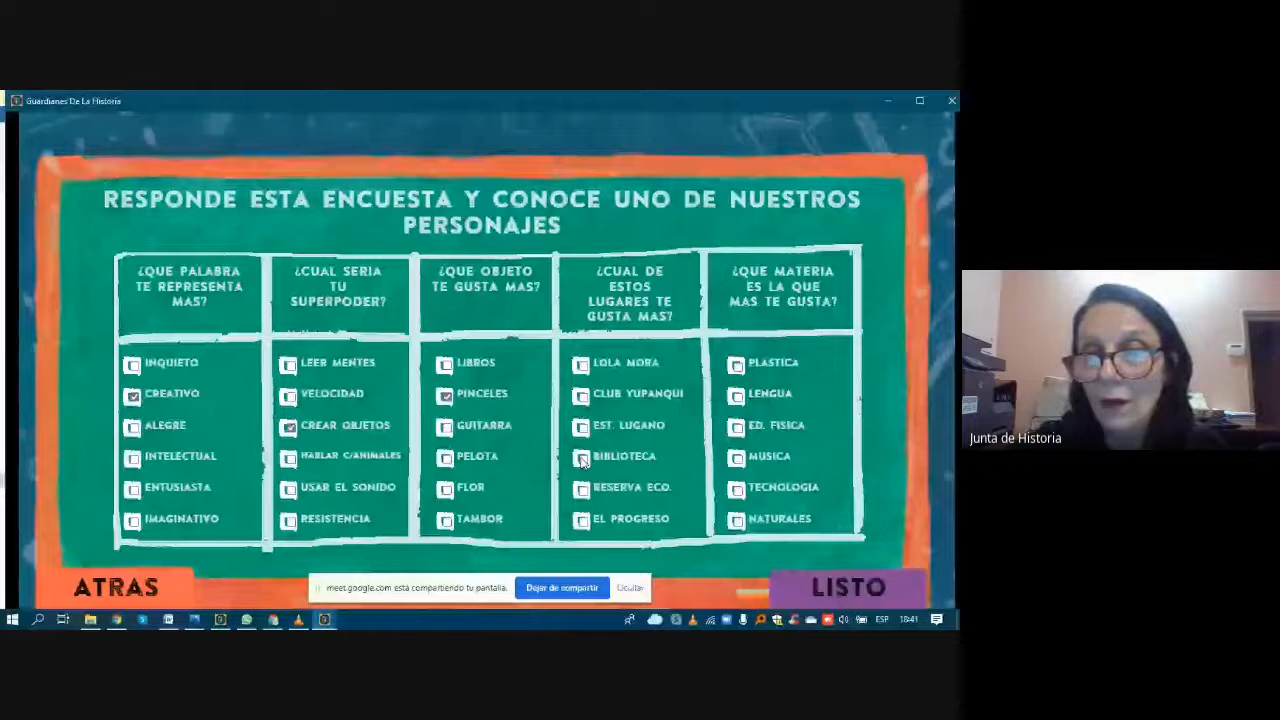 Guardianes De La Historia
RESPONDE ESTA ENCUESTA Y CONOCE UNO DE NUESTROS
PERSONAJES
¿QUE PALABRA
TE REPRESENTA
MAS?
¿CUAL SERIA
TU
SUPERPODER?
¿QUE OBJETO
TE GUSTA MAS?
¿CUAL DE
ESTOS
LUGARES TE
GUSTA MAS?
¿QUE MATERIA
ES LA QUE
MAS TE GUSTA?
INQUIETO
CREATIVO
ALEGRE
INTELECTUAL
ENTUSIASTA
IMAGINATIVO
LEER MENTES
VELOCIDAD
CREAR OBJETOS
HABLAR C/ANIMALES
USAR EL SONIDO
RESISTENCIA
LIBROS
PINCELES
GUITARRA
PELOTA
FLOR
TAMBOR
LOLA MORA
CLUB YUPANQUI
EST. LUGANO
BIBLIOTECA
RESERVA ECO.
EL PROGRESO
PLASTICA
LENGUA
ED. FISICA
MUSICA
TECNOLOGIA
NATURALES
ATRAS
meet.google.com está compartiendo tu pantalla.
Dejar de compartir
Ocultar
LISTO
ESP
18:41
Junta de Historia